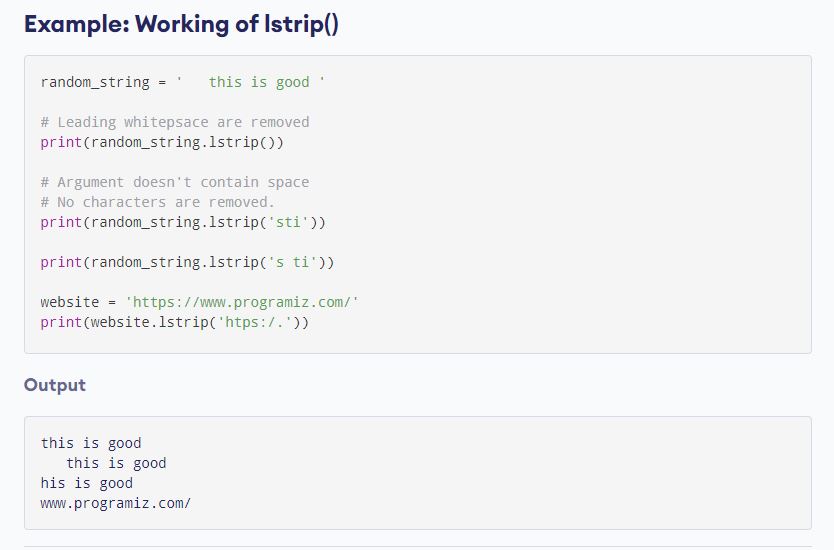 Example: Working of lstrip()
random_string = '   this is good '
# Leading whitepsace are removed
print(random_string.lstrip())
# Argument doesn't contain space
# No characters are removed.
print(random_string.lstrip('sti'))
print(random_string.lstrip('s ti'))
website = 'https://www.programiz.com/'
print(website.lstrip('htps:/.'))
Output
this is good
   this is good
his is good
www.programiz.com/